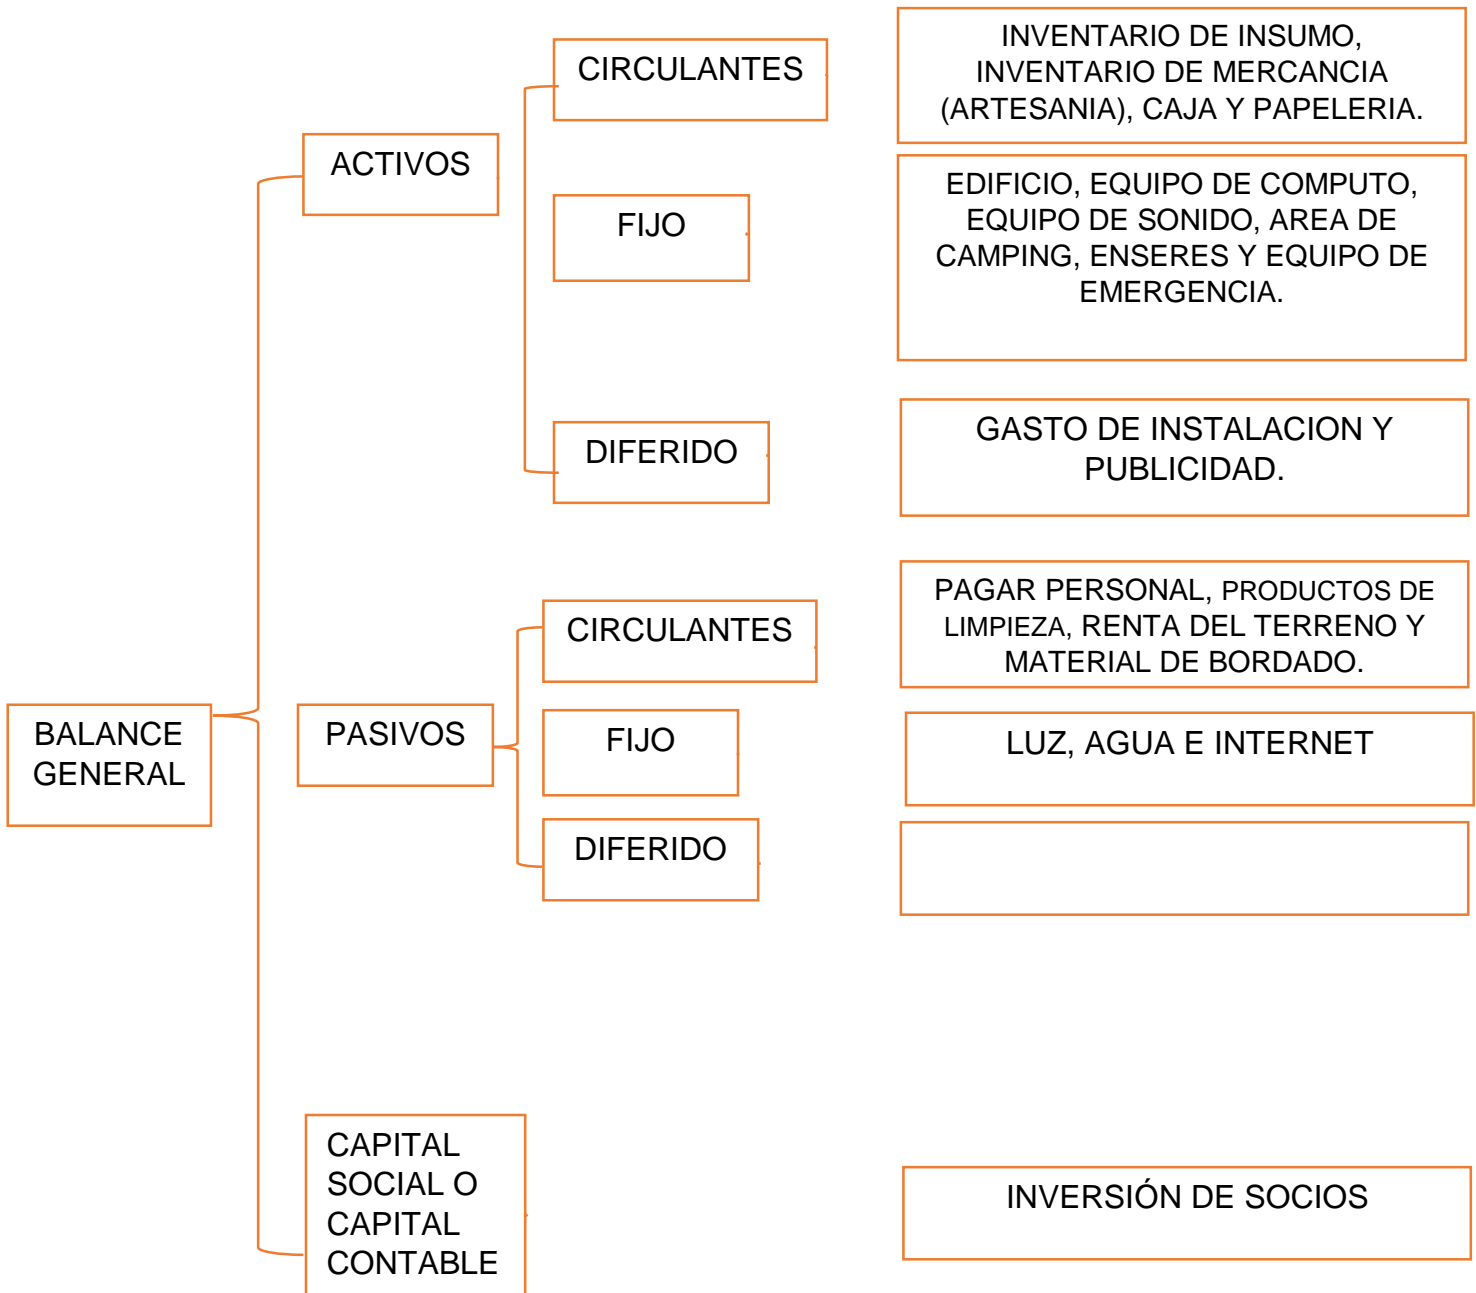 CIRCULANTES
INVENTARIO DE INSUMO,
INVENTARIO DE MERCANCIA
(ARTESANIA), CAJA Y PAPELERIA.
ACTIVOS
FIJO
EDIFICIO, EQUIPO DE COMPUTO,
EQUIPO DE SONIDO, AREA DE
CAMPING, ENSERES Y EQUIPO DE
EMERGENCIA.
DIFERIDO
GASTO DE INSTALACION Y
PUBLICIDAD.
CIRCULANTES
PAGAR PERSONAL, PRODUCTOS DE
LIMPIEZA, RENTA DEL TERRENO Y
MATERIAL DE BORDADO.
BALANCE
GENERAL
PASIVOS
FIJO
LUZ, AGUA E INTERNET
DIFERIDO
CAPITAL
SOCIAL O
CAPITAL
CONTABLE
INVERSIÓN DE SOCIOS